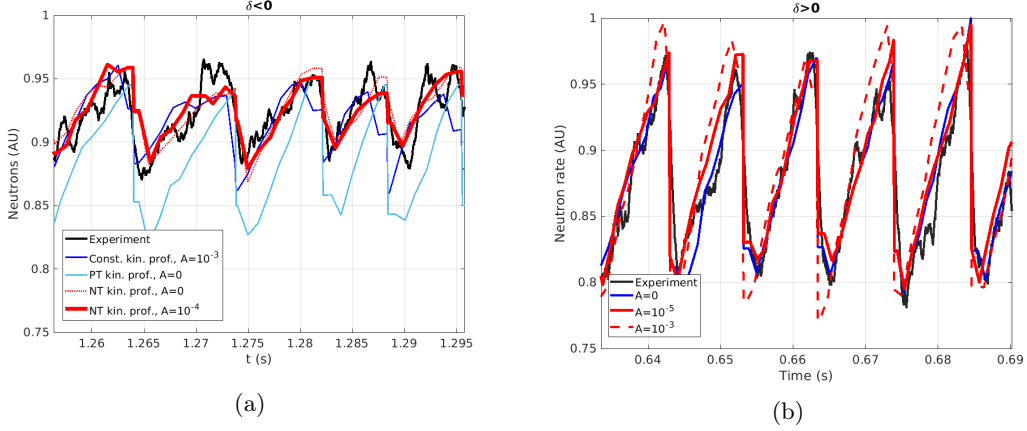 δ<0
1
0.95
0.9
0.85
0.8
0.75
Neutrons (AU)
Experiment
Const. kin. prof., A=10⁻³
PT kin. prof., A=0
NT kin. prof., A=0
NT kin. prof., A=10⁻⁴
1.26 1.265 1.27 1.275 1.28 1.285 1.29 1.295
t (s)
(a)
δ>0
1
0.95
0.9
0.85
0.8
0.75
Neutron rate (AU)
Experiment
A=0
A=10⁻⁵
A=10⁻³
0.64 0.65 0.66 0.67 0.68 0.69
Time (s)
(b)